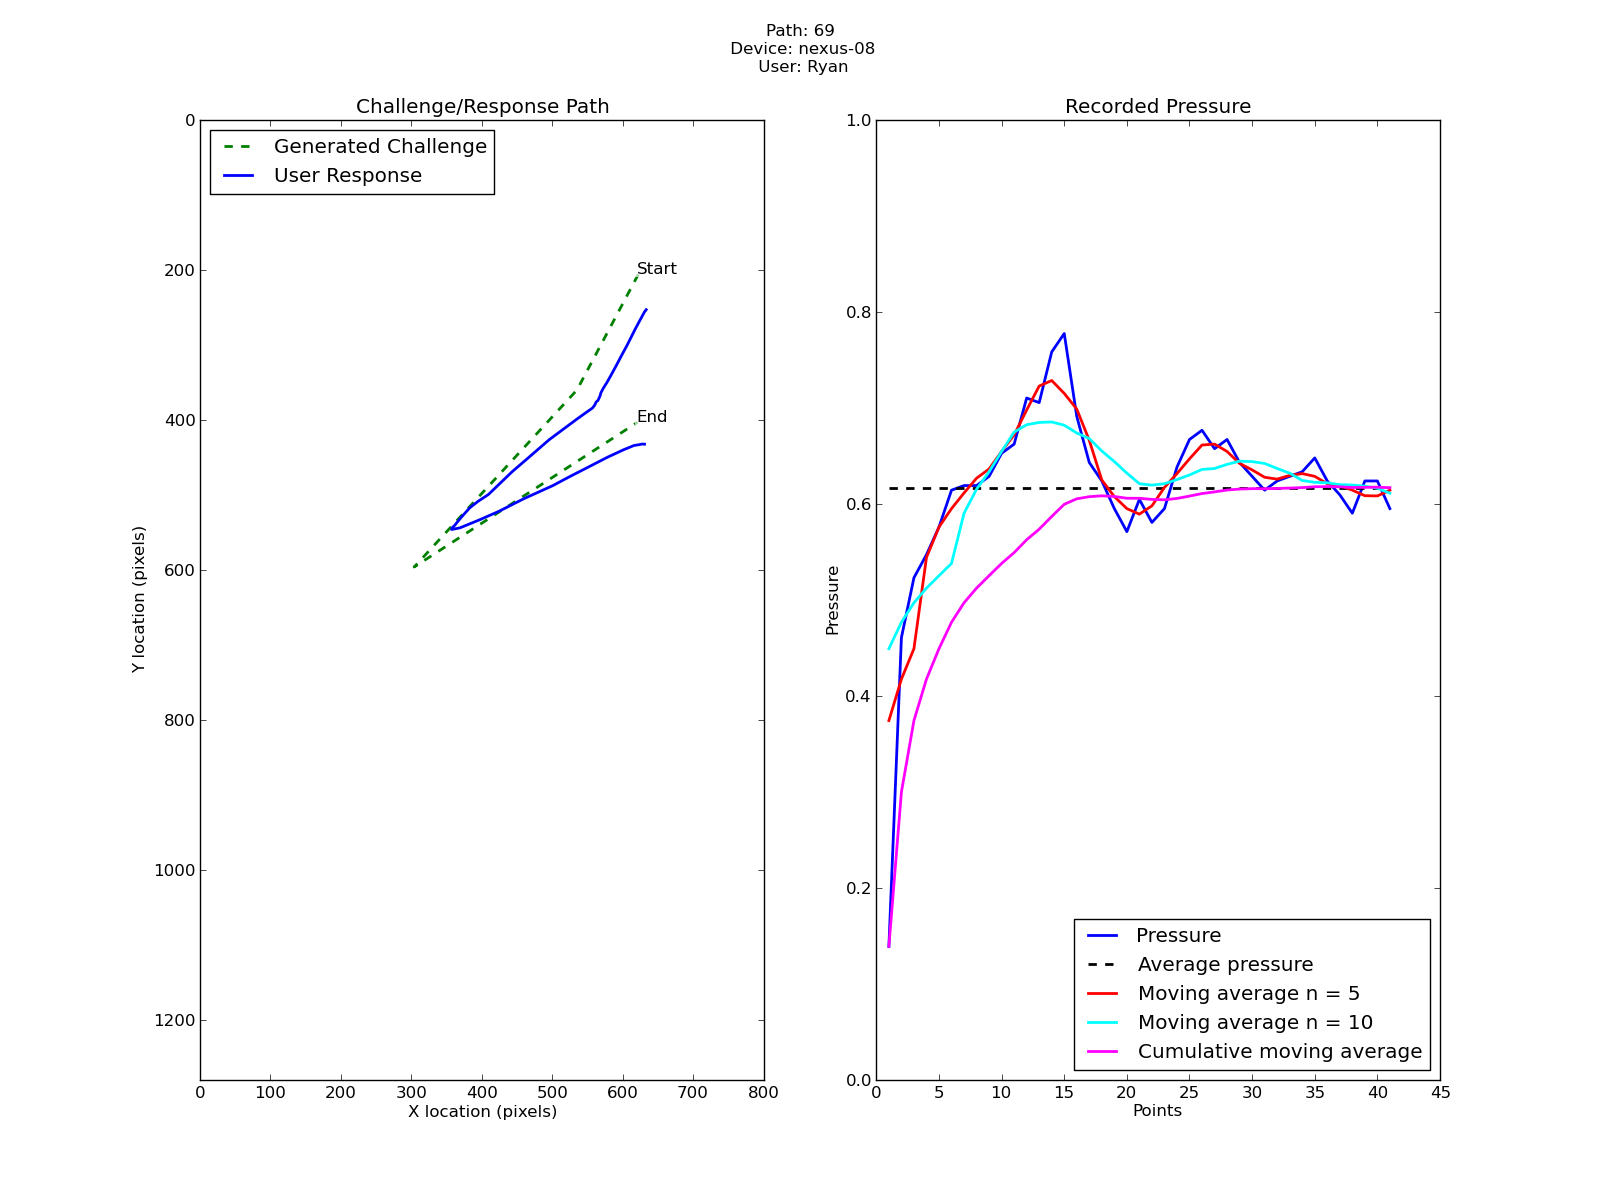 Path: 69
Device: nexus-08
User: Ryan
Challenge/Response Path
Generated Challenge
User Response
Start
End
0
200
400
600
800
1000
1200
Y location (pixels)
0 100 200 300 400 500 600 700 800
X location (pixels)
Recorded Pressure
1.0
0.8
0.6
0.4
0.2
0.0
Pressure
Pressure
Average pressure
Moving average n = 5
Moving average n = 10
Cumulative moving average
0 5 10 15 20 25 30 35 40 45
Points